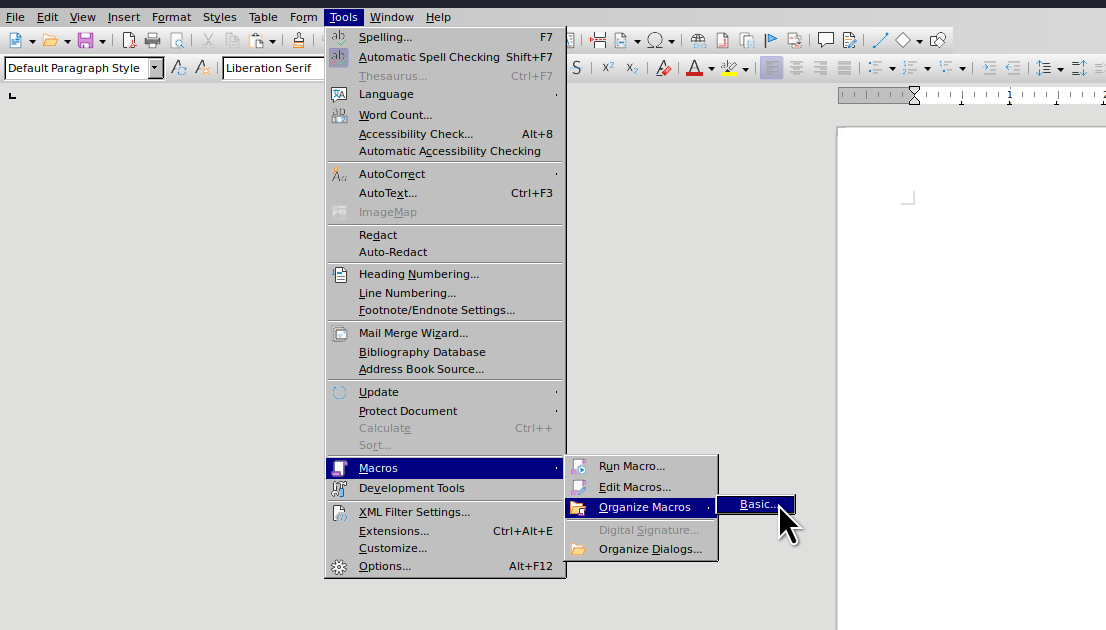 File Edit View Insert Format Styles Table Form Tools Window Help
Default Paragraph Style
Liberation Serif
Spelling... F7
Automatic Spell Checking Shift+F7
Thesaurus... Ctrl+F7
Language
Word Count...
Accessibility Check... Alt+8
Automatic Accessibility Checking
AutoCorrect
AutoText... Ctrl+F3
ImageMap
Redact
Auto-Redact
Heading Numbering...
Line Numbering...
Footnote/Endnote Settings...
Mail Merge Wizard...
Bibliography Database
Address Book Source...
Update
Protect Document
Calculate Ctrl++
Sort...
Macros
Development Tools
XML Filter Settings...
Extensions... Ctrl+Alt+E
Customize...
Options... Alt+F12
Run Macro...
Edit Macros...
Organize Macros
Digital Signature...
Organize Dialogs...
Basic...
1